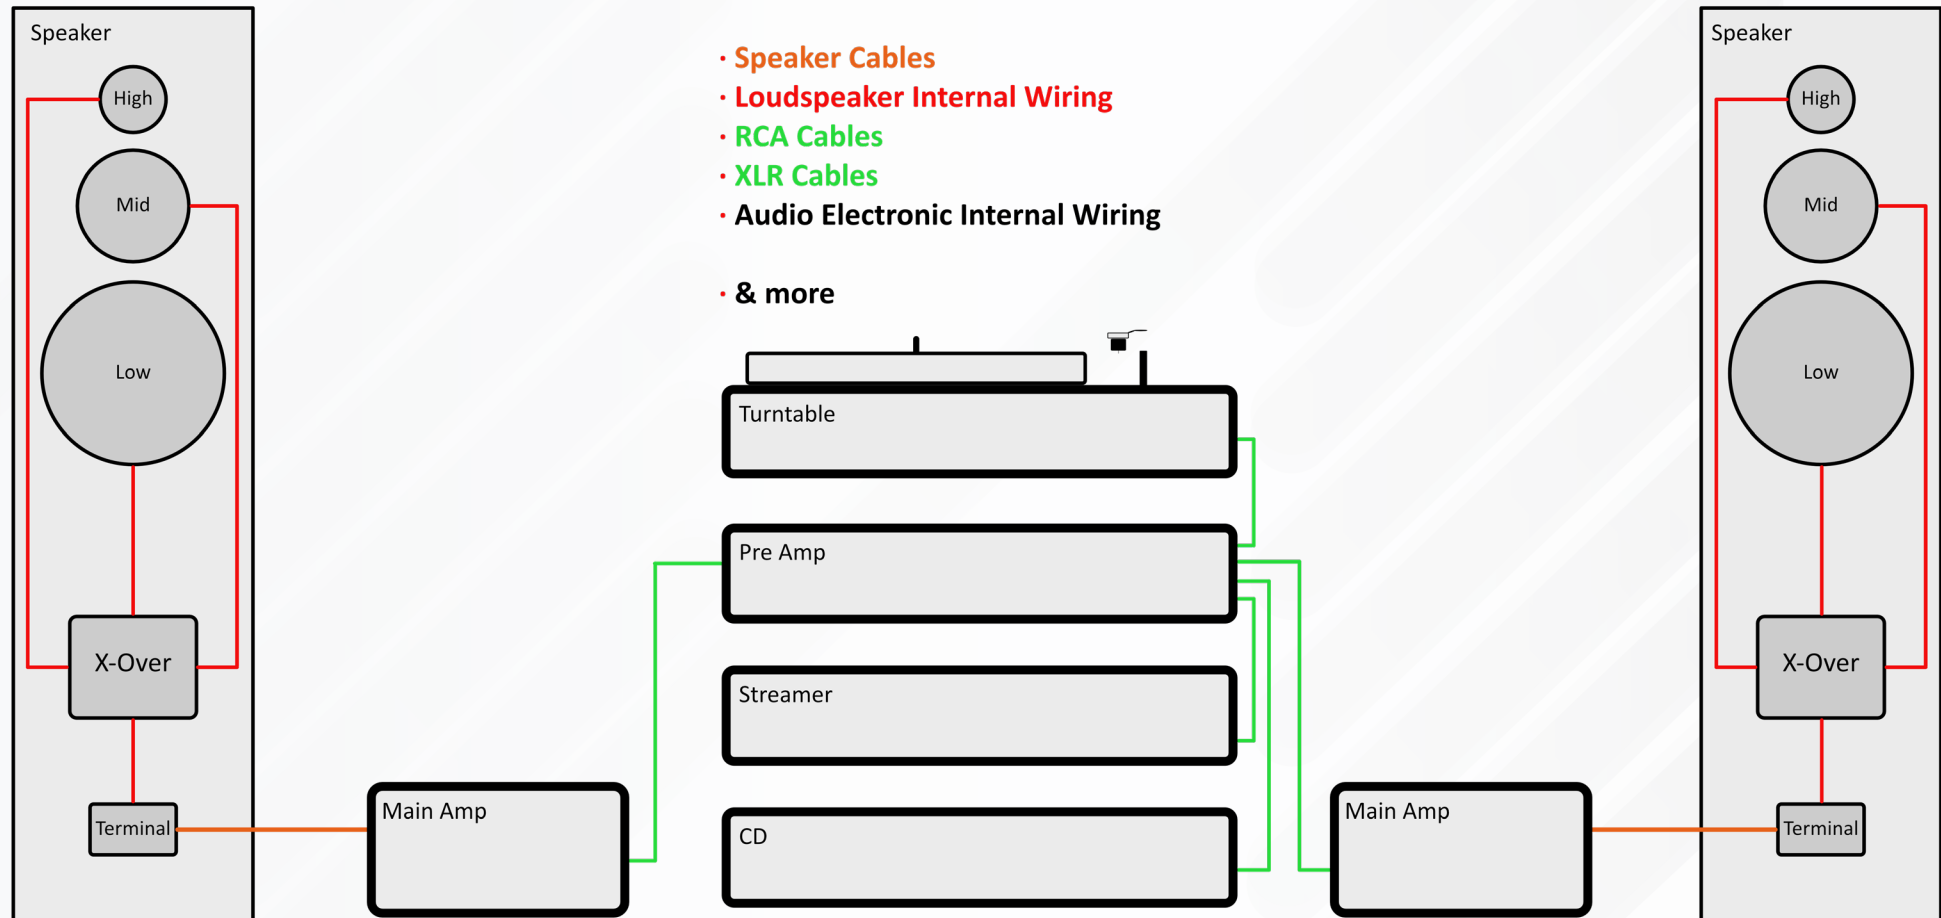 Speaker
High
Mid
Low
X-Over
Terminal
· Speaker Cables
· Loudspeaker Internal Wiring
· RCA Cables
· XLR Cables
· Audio Electronic Internal Wiring
· & more
Turntable
Pre Amp
Streamer
CD
Main Amp
Main Amp
Speaker
High
Mid
Low
X-Over
Terminal